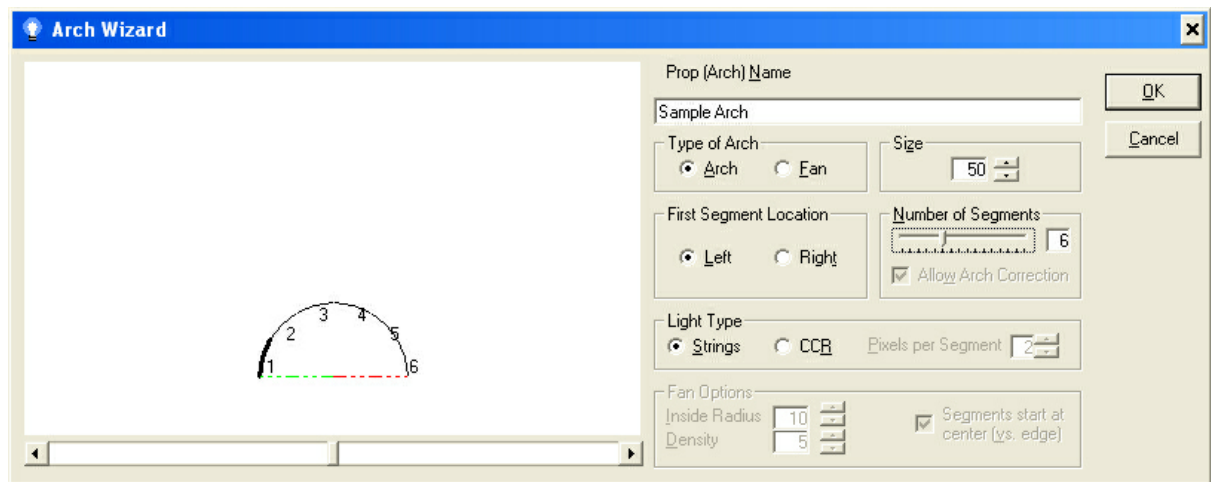 Arch Wizard
Prop (Arch) Name
Sample Arch
OK
Cancel
Type of Arch
Arch
Fan
Size
50
First Segment Location
Left
Right
Number of Segments
6
Allow Arch Correction
Light Type
Strings
CCR
Pixels per Segment
2
Fan Options
Inside Radius
10
Density
5
Segments start at
center (vs. edge)
1
2
3
4
5
6